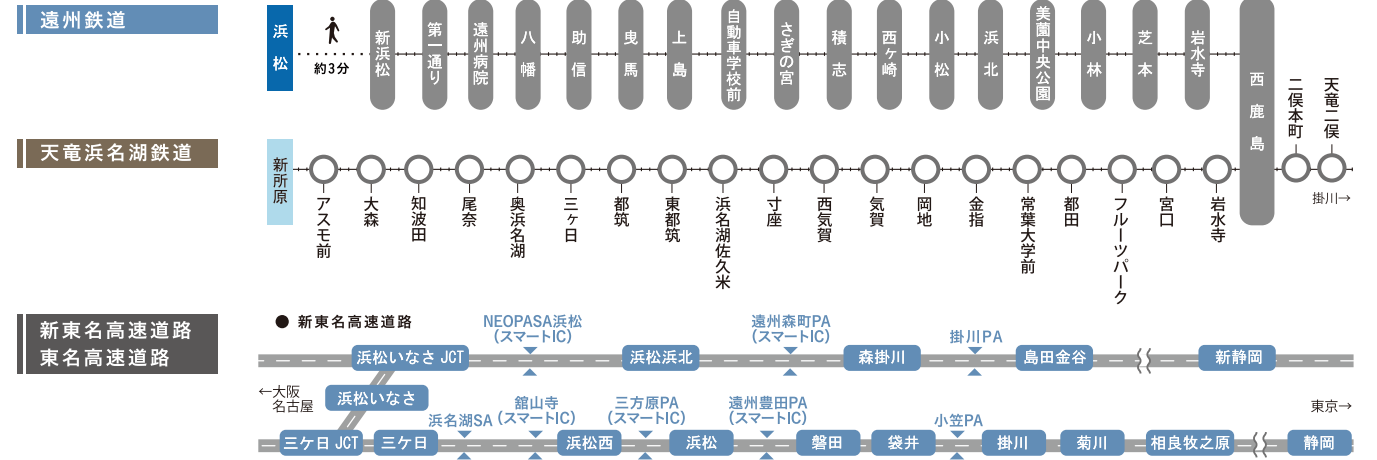 遠州鉄道
浜松
約3分
新浜松
第一通り
遠州病院
八幡
助信
曳馬
上島
自動車学校前
さぎの宮
積志
西ヶ崎
小松
浜北
美薗中央公園
小林
芝本
岩水寺
西鹿島
二俣本町
天竜二俣
掛川→
天竜浜名湖鉄道
新所原
アスモ前
大森
知波田
尾奈
奥浜名湖
三ヶ日
都筑
東都筑
浜名湖佐久米
寸座
西気賀
気賀
岡地
金指
常葉大学前
都田
フルーツパーク
宮口
岩水寺
新東名高速道路
東名高速道路
● 新東名高速道路
NEOPASA浜松
(スマートIC)
遠州森町PA
(スマートIC)
掛川PA
浜松いなさ JCT
浜松浜北
森掛川
島田金谷
新静岡
←大阪
名古屋
浜松いなさ
東京→
浜名湖SA
舘山寺
(スマートIC)
三方原PA
(スマートIC)
遠州豊田PA
(スマートIC)
小笠PA
三ケ日 JCT
三ケ日
浜松西
浜松
磐田
袋井
掛川
菊川
相良牧之原
静岡